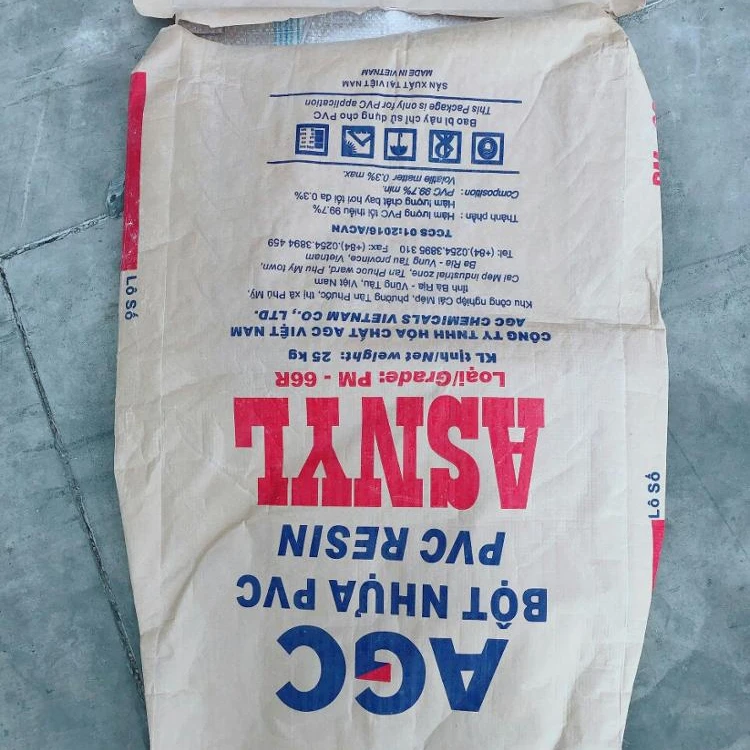 AGC
BỘT NHỰA PVC
PVC RESIN
ASNYL
Loại/Grade: PM - 66R
KL tịnh/Net weight: 25 kg
CÔNG TY TNHH HÓA CHẤT AGC VIỆT NAM
AGC CHEMICALS VIETNAM CO., LTD.
Khu công nghiệp Cái Mép, phường Tân Phước, thị xã Phú Mỹ,
tỉnh Bà Rịa - Vũng Tàu, Việt Nam
Cai Mep industrial zone, Tan Phuoc ward, Phu My town,
Ba Ria - Vung Tau province, Vietnam
Tel: (+84).0254.3895 310 Fax: (+84).0254.3894 459
TCCS 01:2016/ACVN
Thành phần: Hàm lượng PVC tối thiểu 99.7%
Hàm lượng chất bay hơi tối đa 0.3%
Composition: PVC 99.7% min.
Volatile matter 0.3% max.
Bao bì này chỉ sử dụng cho PVC
This Package is only for PVC application
SẢN XUẤT TẠI VIỆT NAM
MADE IN VIETNAM
Lô Số
Lô Số